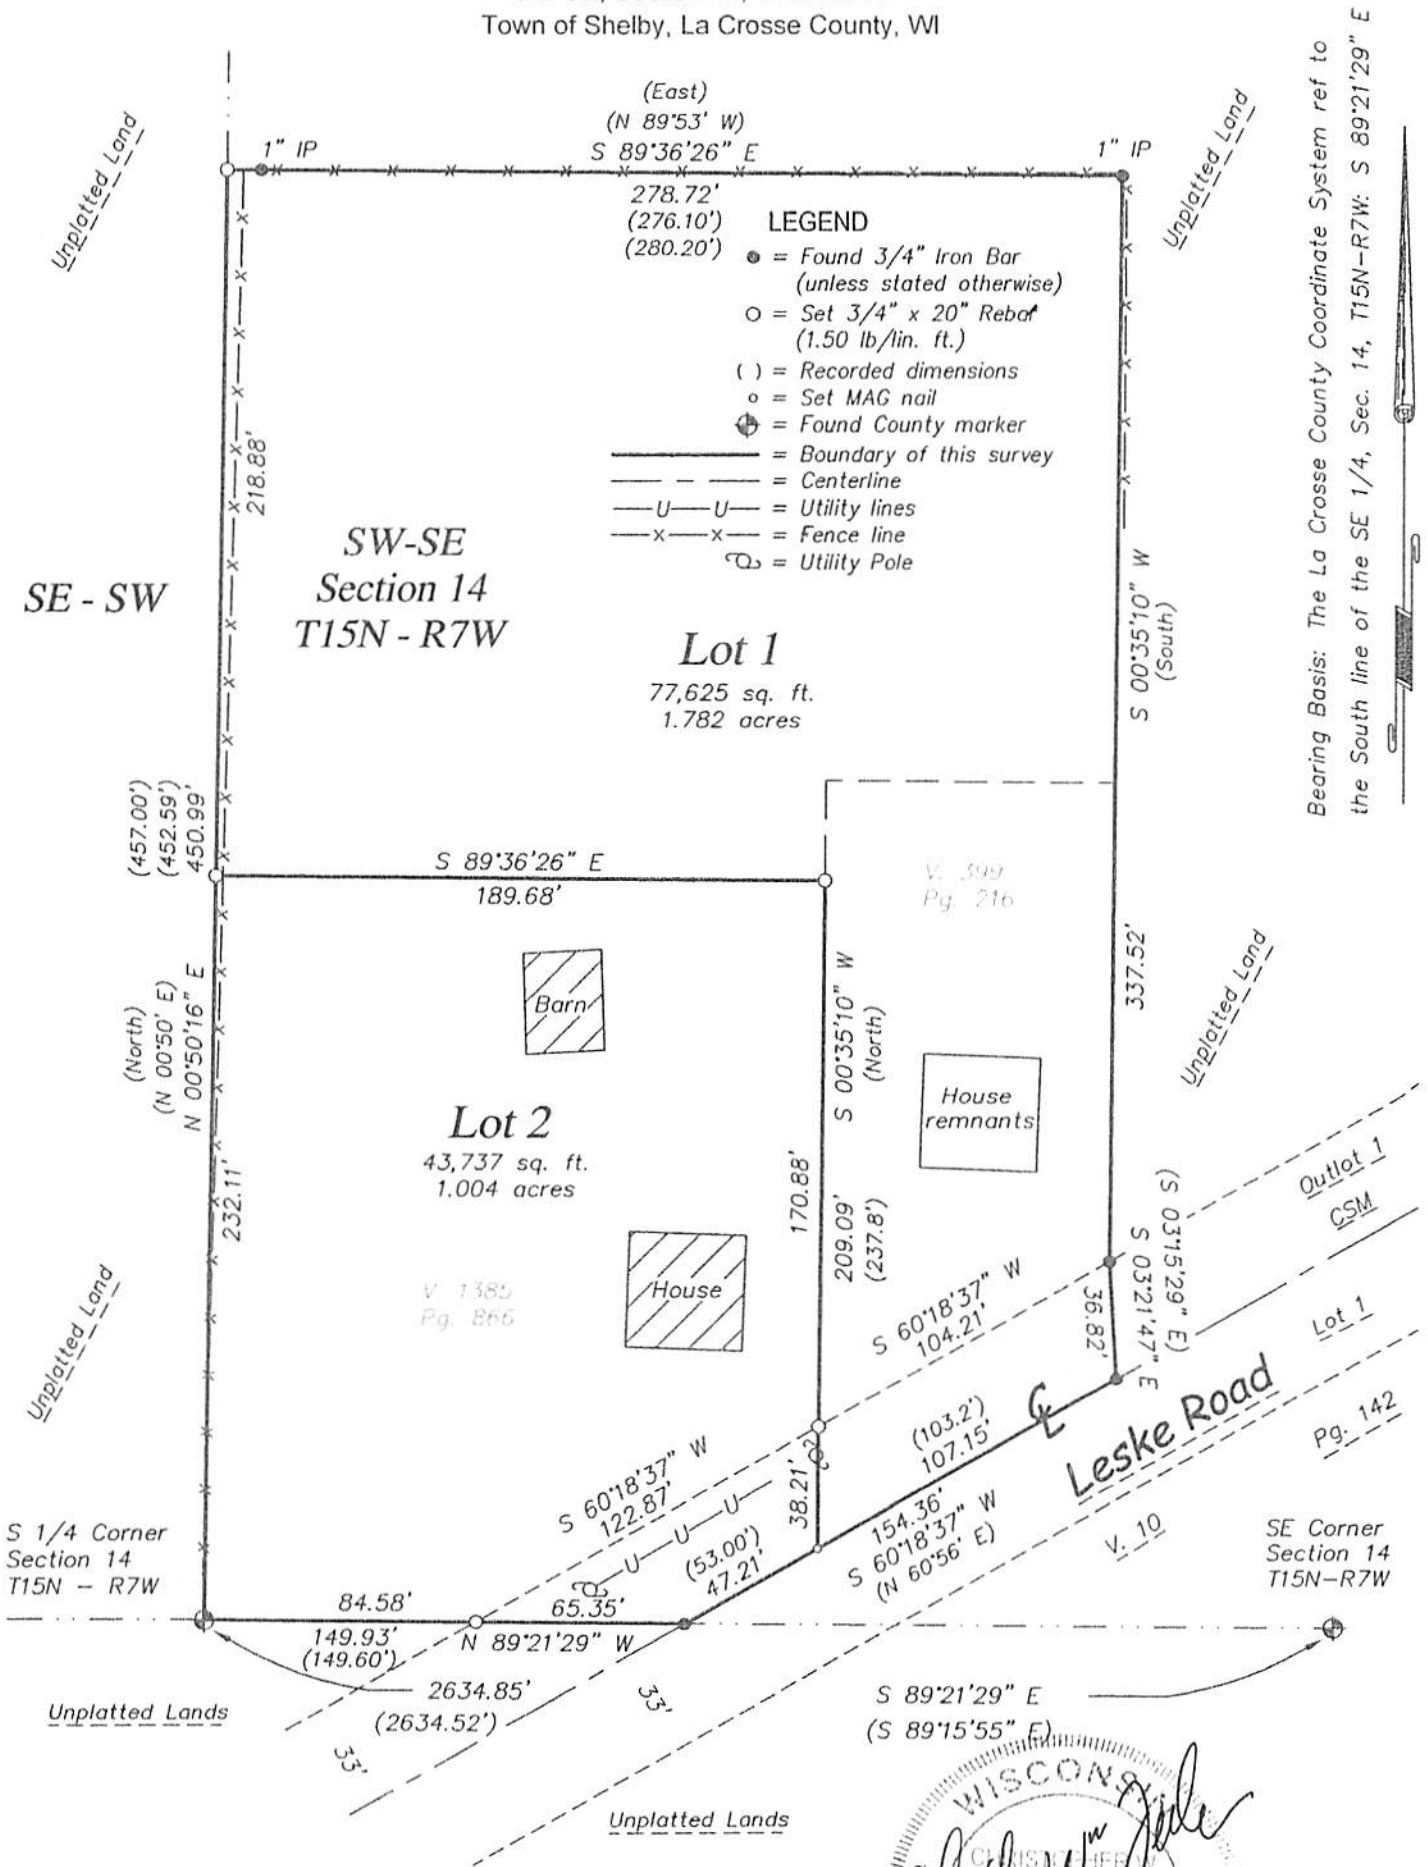 Town of Shelby, La Crosse County, WI
(East)
(N 89°53' W)
S 89°36'26" E
1" IP
1" IP
278.72'
(276.10')
(280.20')
Unplatted Land
Unplatted Land
LEGEND
= Found 3/4" Iron Bar
(unless stated otherwise)
= Set 3/4" x 20" Rebar
(1.50 lb/lin. ft.)
( ) = Recorded dimensions
= Set MAG nail
= Found County marker
= Boundary of this survey
= Centerline
U U = Utility lines
x x = Fence line
= Utility Pole
Bearing Basis: The La Crosse County Coordinate System ref to
the South line of the SE 1/4, Sec. 14, T15N-R7W: S 89°21'29" E
218.88'
SE - SW
SW-SE
Section 14
T15N - R7W
Lot 1
77,625 sq. ft.
1.782 acres
S 00°35'10" W
(South)
(457.00')
(452.59')
450.99'
S 89°36'26" E
189.68'
V. 399
Pg. 216
337.52'
Unplatted Land
(North)
(N 00°50' E)
N 00°50'16" E
Barn
S 00°35'10" W
(North)
House
remnants
Lot 2
43,737 sq. ft.
1.004 acres
232.11'
170.88'
209.09'
(237.8')
House
V. 1385
Pg. 866
Unplatted Land
S 60°18'37" W
104.21'
36.82'
S 03°21'47" E
(S 03°15'29" E)
Outlot 1
CSM
Lot 1
Pg. 142
V. 10
Leske Road
CL
(103.2')
107.15'
154.36'
S 60°18'37" W
(N 60°56' E)
38.21'
S 60°18'37" W
122.87'
U U U
(53.00')
47.21'
S 1/4 Corner
Section 14
T15N - R7W
SE Corner
Section 14
T15N-R7W
84.58'
65.35'
149.93'
(149.60')
N 89°21'29" W
2634.85'
(2634.52')
S 89°21'29" E
(S 89°15'55" E)
33'
33'
Unplatted Lands
Unplatted Lands
WISCONSI
CHRISTOPHER W